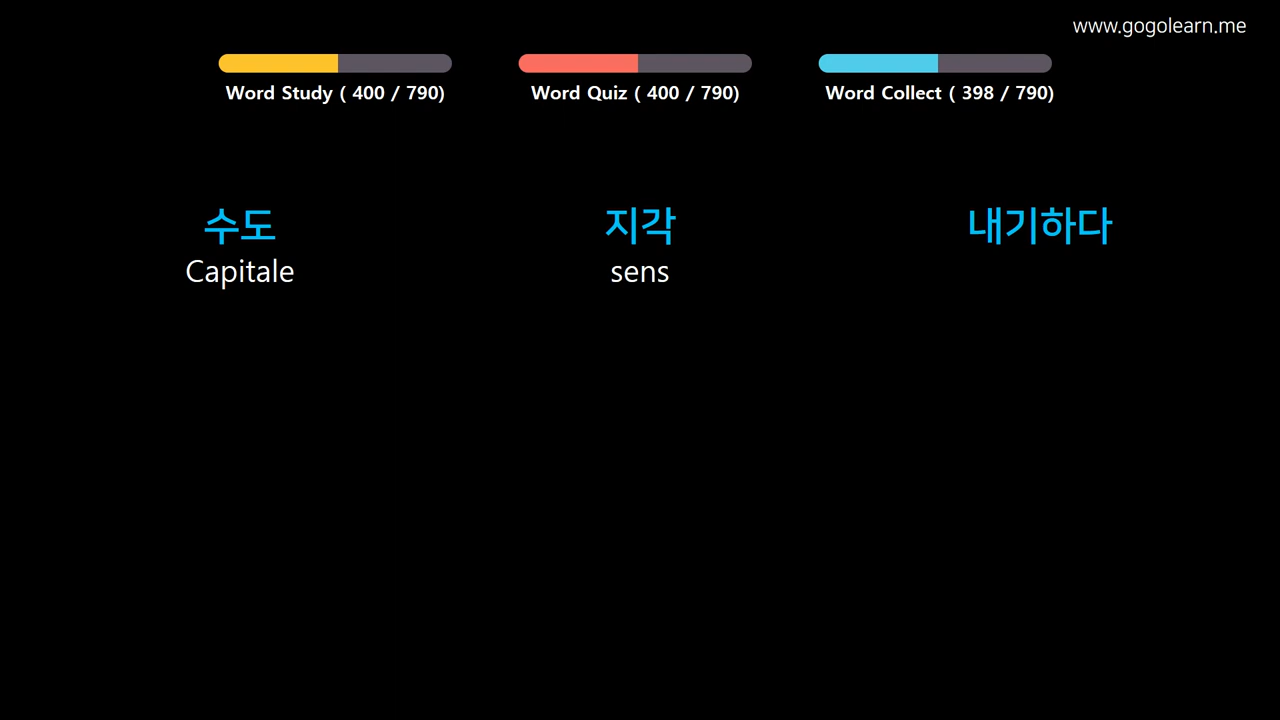 www.gogolearn.me
Word Study ( 400 / 790)
Word Quiz ( 400 / 790)
Word Collect ( 398 / 790)
수도
Capitale
지각
sens
내기하다